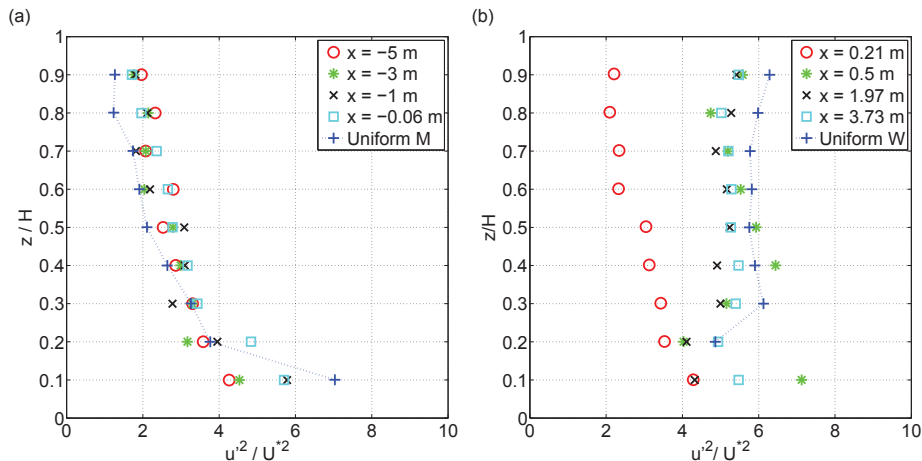 (a)
1
0.9
0.8
0.7
0.6
0.5
0.4
0.3
0.2
0.1
0
z / H
0 2 4 6 8 10
u'² / U*²
x = −5 m
x = −3 m
x = −1 m
x = −0.06 m
Uniform M
(b)
1
0.9
0.8
0.7
0.6
0.5
0.4
0.3
0.2
0.1
0
z/H
0 2 4 6 8 10
u'² / U*²
x = 0.21 m
x = 0.5 m
x = 1.97 m
x = 3.73 m
Uniform W